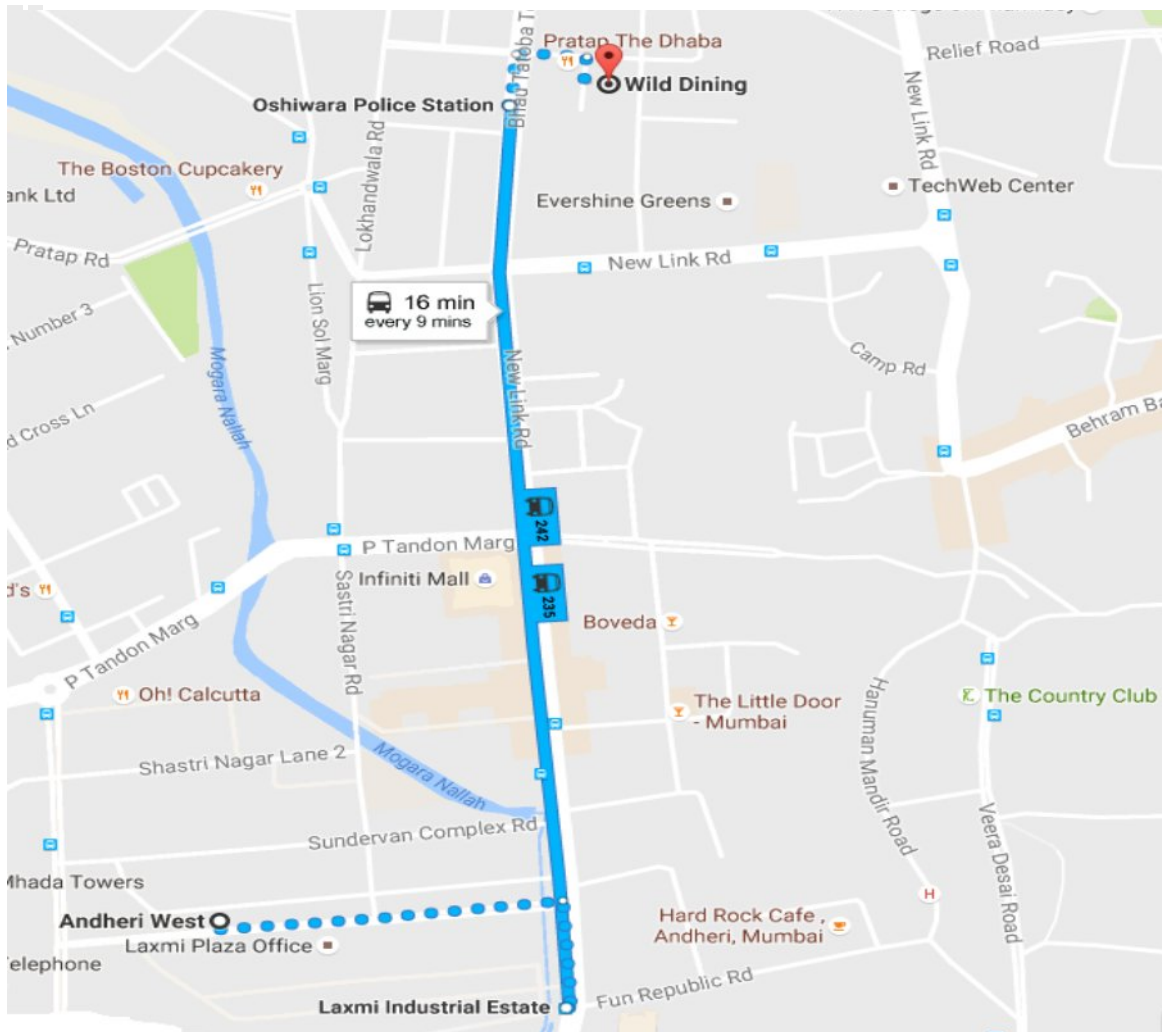 Relief Road
Pratap The Dhaba
Wild Dining
Oshiwara Police Station
New Link Rd
Lokhandwala Rd
The Boston Cupcakery
TechWeb Center
ank Ltd
Evershine Greens
Pratap Rd
New Link Rd
16 min
every 9 mins
Number 3
Lion Sol Marg
Mogara Nallah
New Link Rd
Camp Rd
d Cross Ln
Behram Ba
242
P Tandon Marg
Infiniti Mall
235
d's
Sastri Nagar Rd
Boveda
P Tandon Marg
Oh! Calcutta
The Little Door
- Mumbai
Hanuman Mandir Road
The Country Club
Shastri Nagar Lane 2
Mogara Nallah
Sundervan Complex Rd
Veera Desai Road
Mhada Towers
H
Andheri West
Hard Rock Cafe ,
Andheri, Mumbai
Laxmi Plaza Office
Telephone
Laxmi Industrial Estate
Fun Republic Rd